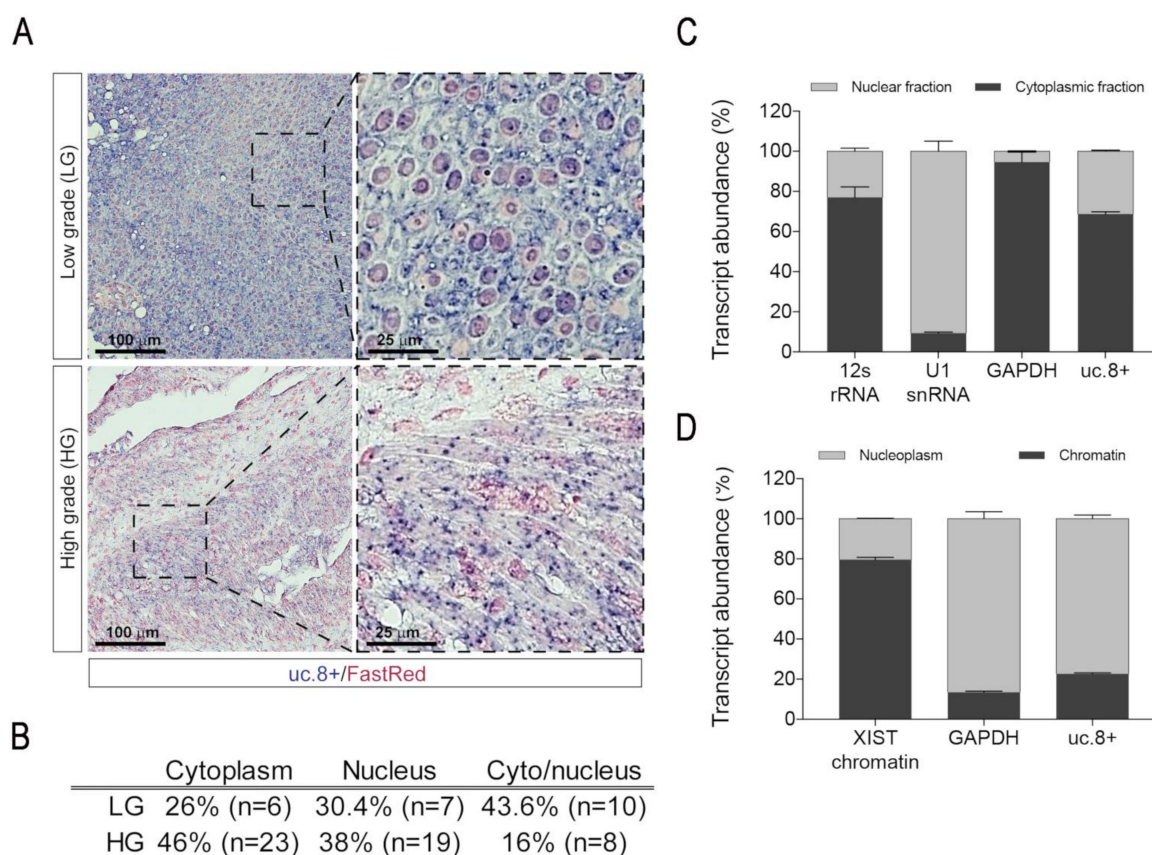 A
Low grade (LG)
100 µm
25 µm
High grade (HG)
100 µm
25 µm
uc.8+/FastRed
B
Cytoplasm Nucleus Cyto/nucleus
LG 26% (n=6) 30.4% (n=7) 43.6% (n=10)
HG 46% (n=23) 38% (n=19) 16% (n=8)
C
Nuclear fraction Cytoplasmic fraction
Transcript abundance (%)
120
100
80
60
40
20
0
12s U1 GAPDH uc.8+
rRNA snRNA
D
Nucleoplasm Chromatin
Transcript abundance (%)
120
100
80
60
40
20
0
XIST GAPDH uc.8+
chromatin